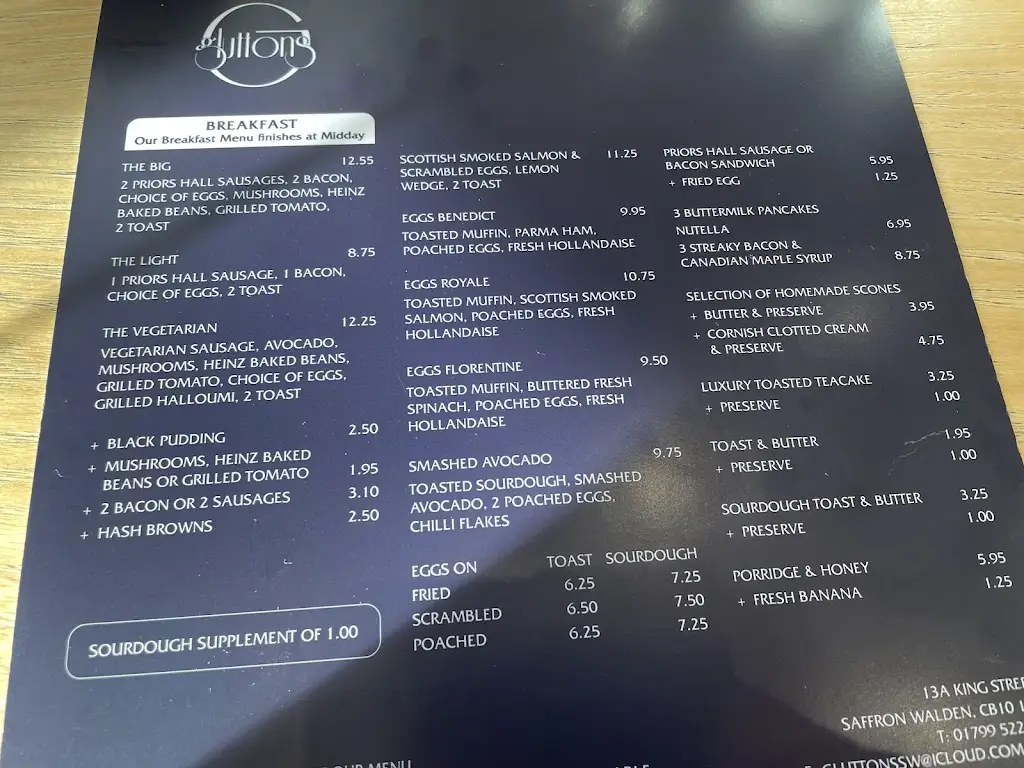 gluttons
BREAKFAST
Our Breakfast Menu finishes at Midday
THE BIG 12.55
2 PRIORS HALL SAUSAGES, 2 BACON,
CHOICE OF EGGS, MUSHROOMS, HEINZ
BAKED BEANS, GRILLED TOMATO,
2 TOAST
THE LIGHT 8.75
1 PRIORS HALL SAUSAGE, 1 BACON,
CHOICE OF EGGS, 2 TOAST
THE VEGETARIAN 12.25
VEGETARIAN SAUSAGE, AVOCADO,
MUSHROOMS, HEINZ BAKED BEANS,
GRILLED TOMATO, CHOICE OF EGGS,
GRILLED HALLOUMI, 2 TOAST
+ BLACK PUDDING 2.50
+ MUSHROOMS, HEINZ BAKED
BEANS OR GRILLED TOMATO 1.95
+ 2 BACON OR 2 SAUSAGES 3.10
+ HASH BROWNS 2.50
SOURDOUGH SUPPLEMENT OF 1.00
SCOTTISH SMOKED SALMON & 11.25
SCRAMBLED EGGS, LEMON
WEDGE, 2 TOAST
EGGS BENEDICT 9.95
TOASTED MUFFIN, PARMA HAM,
POACHED EGGS, FRESH HOLLANDAISE
EGGS ROYALE 10.75
TOASTED MUFFIN, SCOTTISH SMOKED
SALMON, POACHED EGGS, FRESH
HOLLANDAISE
EGGS FLORENTINE 9.50
TOASTED MUFFIN, BUTTERED FRESH
SPINACH, POACHED EGGS, FRESH
HOLLANDAISE
SMASHED AVOCADO 9.75
TOASTED SOURDOUGH, SMASHED
AVOCADO, 2 POACHED EGGS,
CHILLI FLAKES
EGGS ON TOAST SOURDOUGH
FRIED 6.25 7.25
SCRAMBLED 6.50 7.50
POACHED 6.25 7.25
PRIORS HALL SAUSAGE OR
BACON SANDWICH 5.95
+ FRIED EGG 1.25
3 BUTTERMILK PANCAKES
NUTELLA 6.95
3 STREAKY BACON &
CANADIAN MAPLE SYRUP 8.75
SELECTION OF HOMEMADE SCONES
+ BUTTER & PRESERVE 3.95
+ CORNISH CLOTTED CREAM
& PRESERVE 4.75
LUXURY TOASTED TEACAKE 3.25
+ PRESERVE 1.00
TOAST & BUTTER 1.95
+ PRESERVE 1.00
SOURDOUGH TOAST & BUTTER 3.25
+ PRESERVE 1.00
PORRIDGE & HONEY 5.95
+ FRESH BANANA 1.25
13A KING STREE
SAFFRON WALDEN, CB10
T: 01799 522
GLUTTONSSW@ICLOUD.COM
OUR MENU